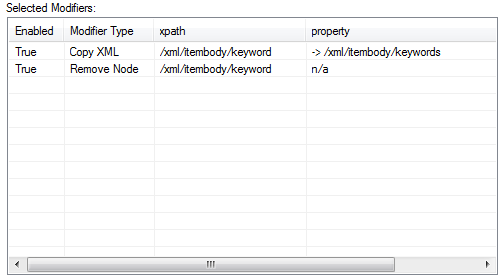 Selected Modifiers:
Enabled Modifier Type xpath property
True Copy XML /xml/itembody/keyword -> /xml/itembody/keywords
True Remove Node /xml/itembody/keyword n/a